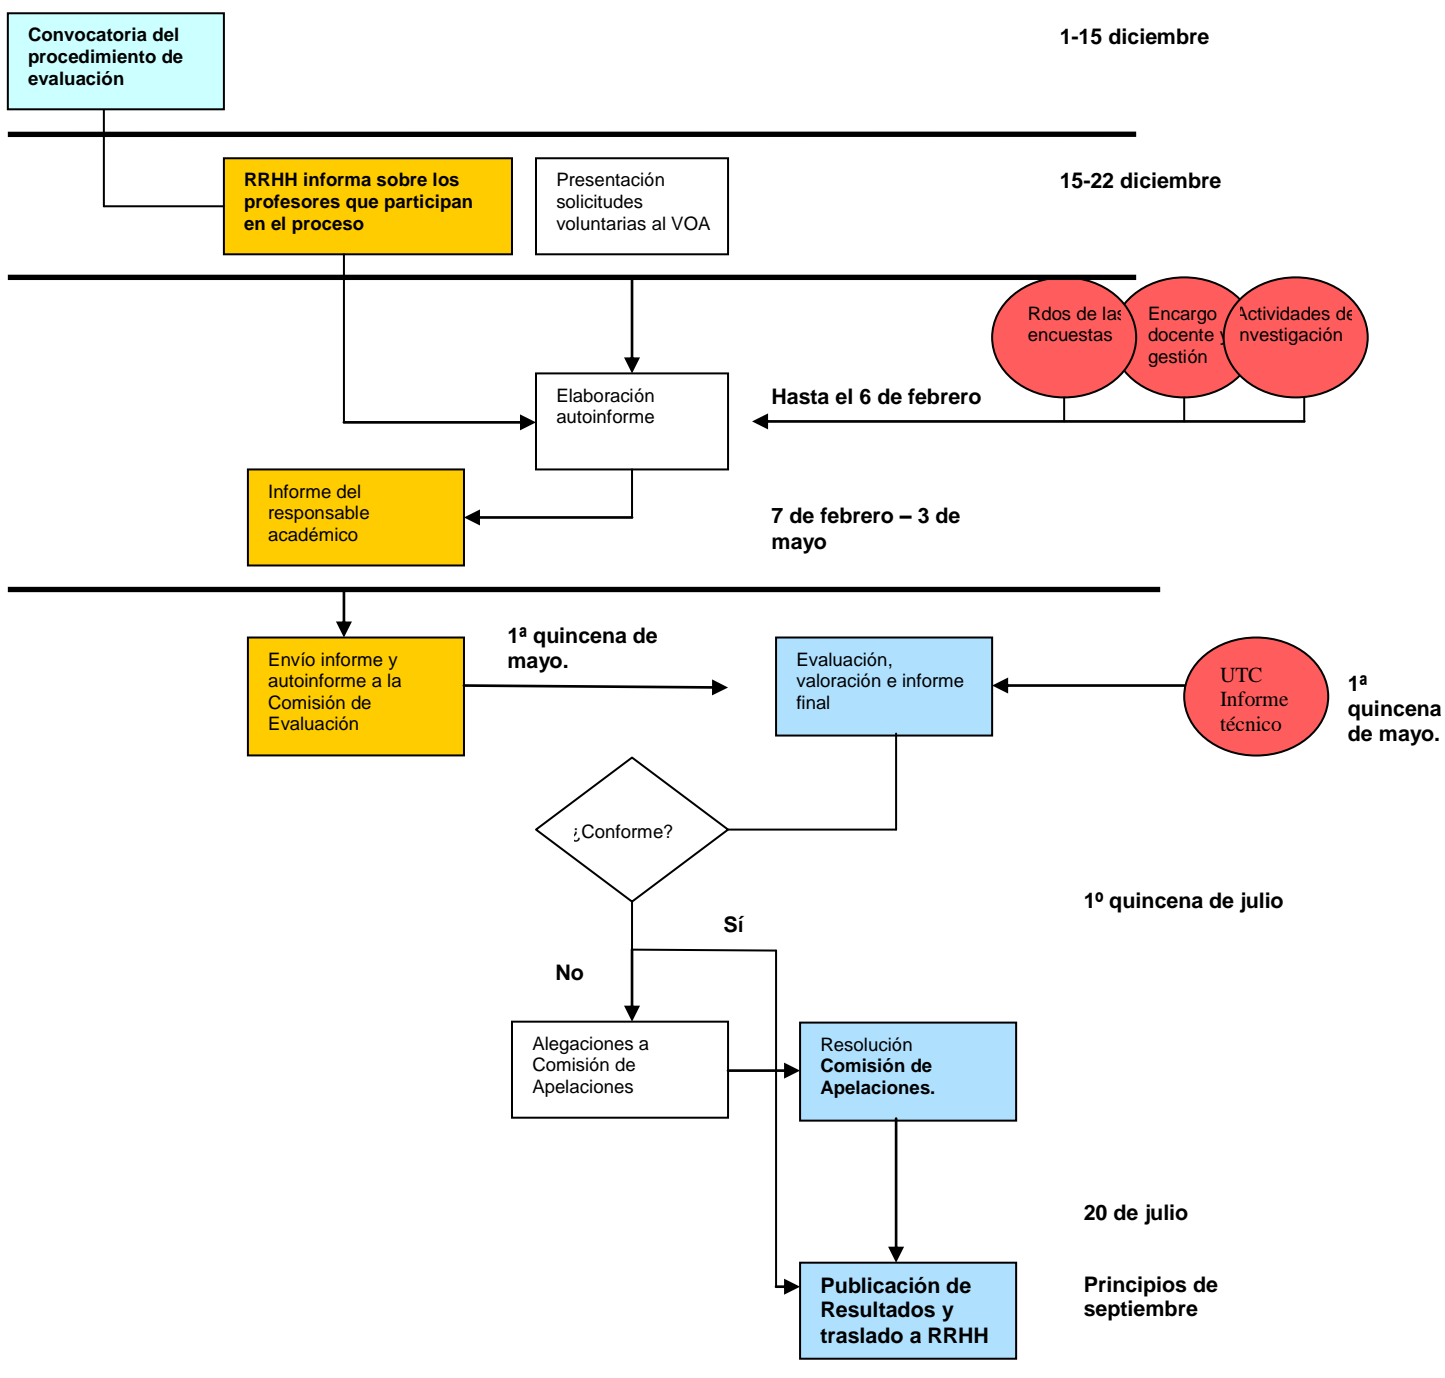 Convocatoria del
procedimiento de
evaluación
1-15 diciembre
RRHH informa sobre los
profesores que participan
en el proceso
Presentación
solicitudes
voluntarias al VOA
15-22 diciembre
Rdos de las
encuestas
Encargo
docente y
gestión
Actividades de
nvestigación
Elaboración
autoinforme
Hasta el 6 de febrero
Informe del
responsable
académico
7 de febrero – 3 de
mayo
Envío informe y
autoinforme a la
Comisión de
Evaluación
1ª quincena de
mayo.
Evaluación,
valoración e informe
final
UTC
Informe
técnico
1ª
quincena
de mayo.
¿Conforme?
1º quincena de julio
Sí
No
Alegaciones a
Comisión de
Apelaciones
Resolución
Comisión de
Apelaciones.
20 de julio
Publicación de
Resultados y
traslado a RRHH
Principios de
septiembre